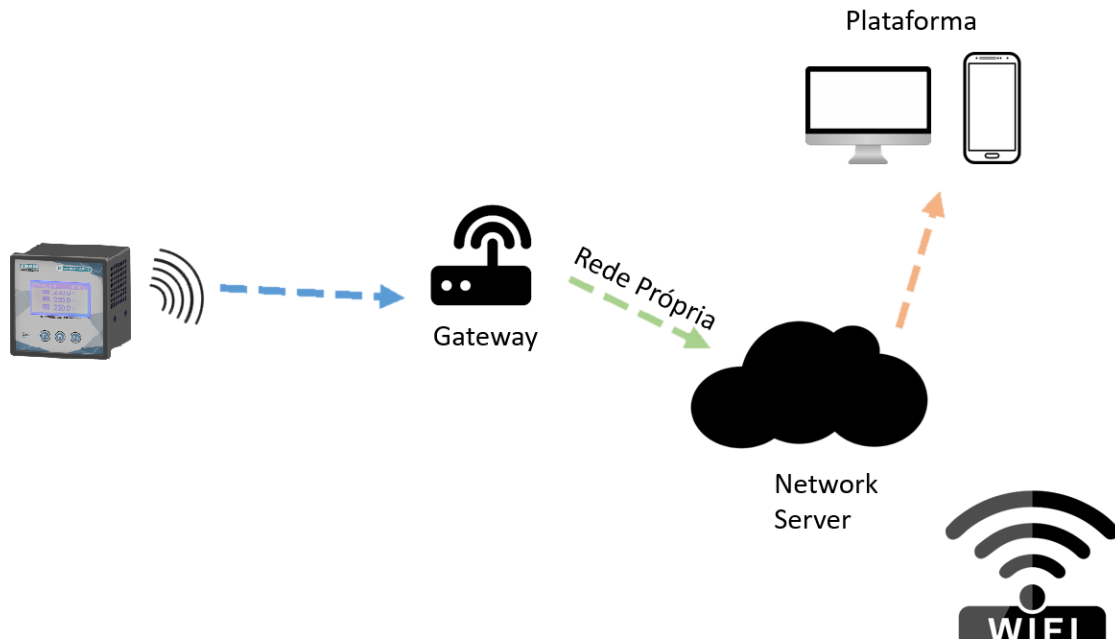 Plataforma
Rede Própria
Gateway
Network
Server
WIFI